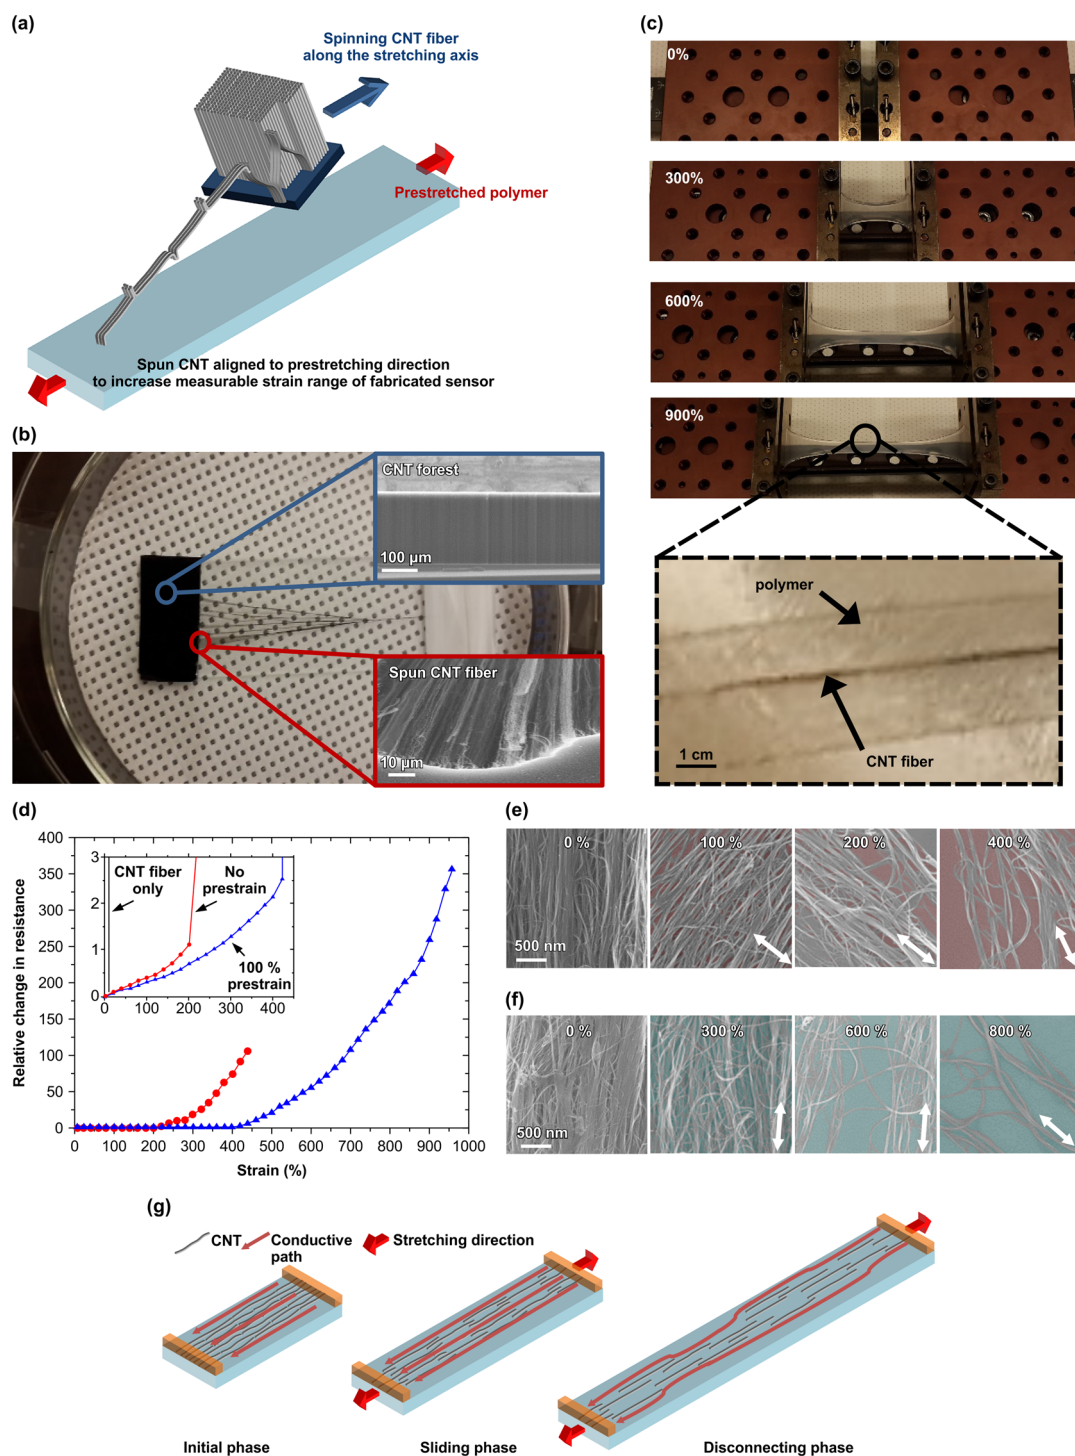 (a)
Spinning CNT fiber
along the stretching axis
Prestretched polymer
Spun CNT aligned to prestretching direction
to increase measurable strain range of fabricated sensor
(b)
CNT forest
100 µm
Spun CNT fiber
10 µm
(c)
0%
300%
600%
900%
polymer
CNT fiber
1 cm
(d)
Relative change in resistance
400
350
300
250
200
150
100
50
0
3
2
1
0
CNT fiber
only
No
prestrain
100 %
prestrain
0 100 200 300 400
0 100 200 300 400 500 600 700 800 900 1000
Strain (%)
(e)
0 %
100 %
200 %
400 %
500 nm
(f)
0 %
300 %
600 %
800 %
500 nm
(g)
CNT
Conductive
path
Stretching direction
Initial phase
Sliding phase
Disconnecting phase